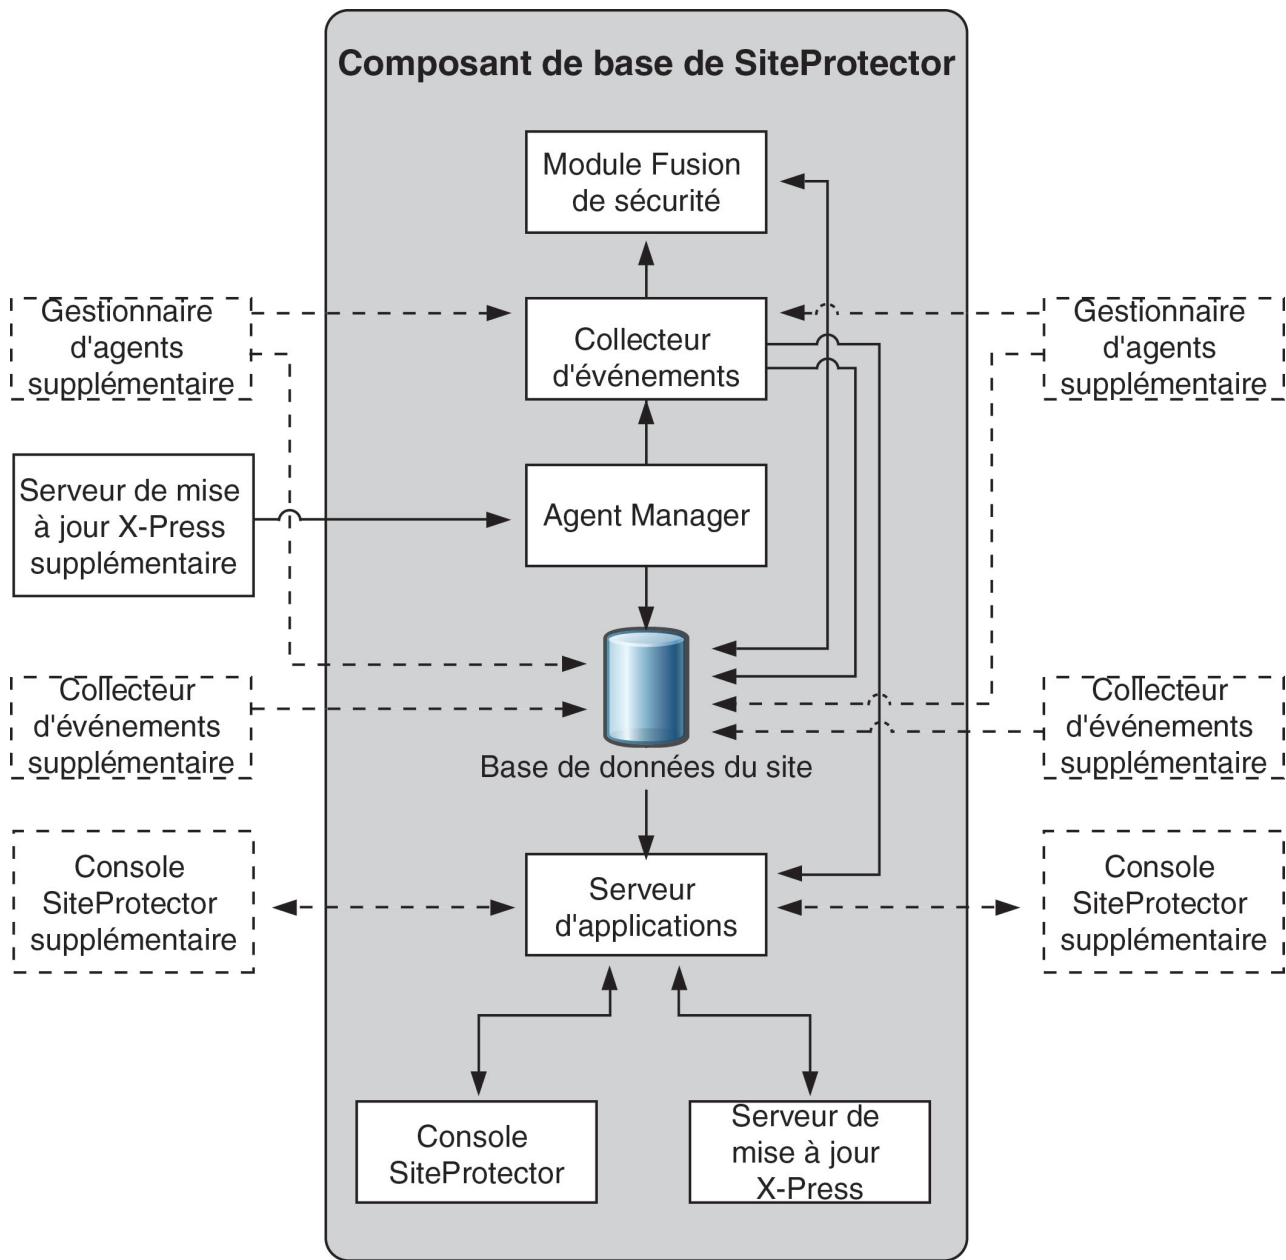 Composant de base de SiteProtector
Module Fusion
de sécurité
Gestionnaire
d'agents
supplémentaire
Collecteur
d'événements
Gestionnaire
d'agents
supplémentaire
Serveur de mise
à jour X-Press
supplémentaire
Agent Manager
Collecteur
d'événements
supplémentaire
Base de données du site
Collecteur
d'événements
supplémentaire
Console
SiteProtector
supplémentaire
Serveur
d'applications
Console
SiteProtector
supplémentaire
Console
SiteProtector
Serveur de
mise à jour
X-Press